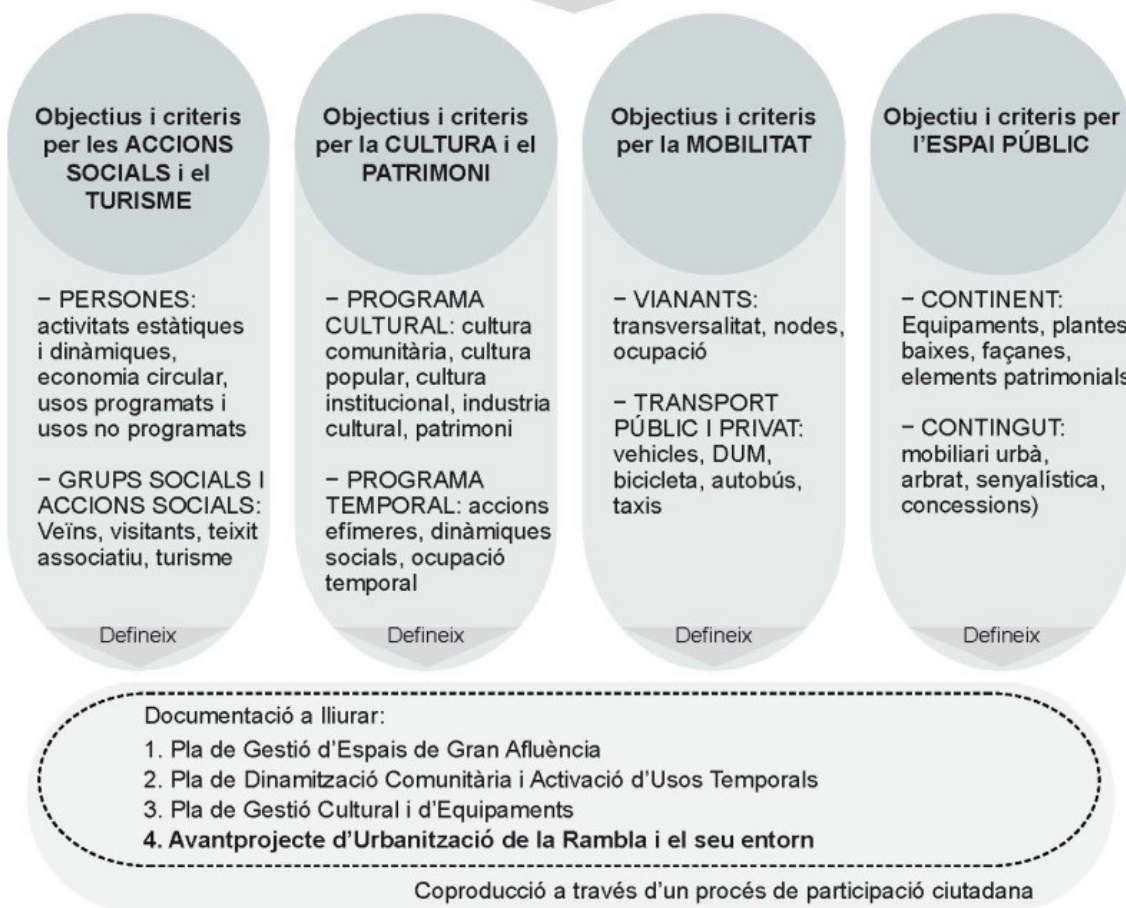 Objectius i criteris
per les ACCIONS
SOCIALS i el
TURISME
– PERSONES:
activitats estàtiques
i dinàmiques,
economia circular,
usos programats i
usos no programats
– GRUPS SOCIALS I
ACCIONS SOCIALS:
Veïns, visitants, teixit
associatiu, turisme
Defineix
Objectius i criteris
per la CULTURA i el
PATRIMONI
– PROGRAMA
CULTURAL: cultura
comunitària, cultura
popular, cultura
institucional, industria
cultural, patrimoni
– PROGRAMA
TEMPORAL: accions
efímeres, dinàmiques
socials, ocupació
temporal
Defineix
Objectius i criteris
per la MOBILITAT
– VIANANTS:
transversalitat, nodes,
ocupació
– TRANSPORT
PÚBLIC I PRIVAT:
vehicles, DUM,
bicicleta, autobús,
taxis
Defineix
Objectiu i criteris per
l'ESPAI PÚBLIC
– CONTINENT:
Equipaments, plantes
baixes, façanes,
elements patrimonials
– CONTINGUT:
mobiliari urbà,
arbrat, senyalística,
concessions)
Defineix
Documentació a lliurar:
1. Pla de Gestió d'Espais de Gran Afluència
2. Pla de Dinamització Comunitària i Activació d'Usos Temporals
3. Pla de Gestió Cultural i d'Equipaments
4. Avantprojecte d'Urbanització de la Rambla i el seu entorn
Coproducció a través d'un procés de participació ciutadana